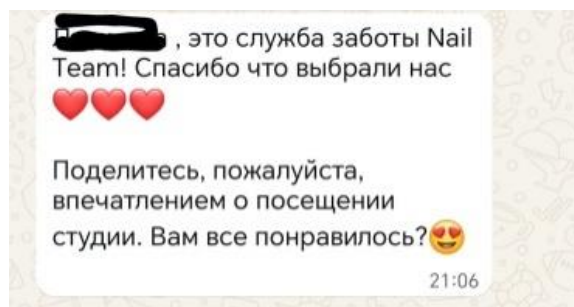 , это служба заботы Nail
Team! Спасибо что выбрали нас
❤️❤️❤️
Поделитесь, пожалуйста,
впечатлением о посещении
студии. Вам все понравилось?😍
21:06